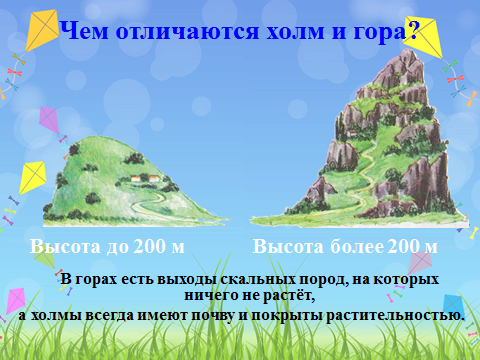 Чем отличаются холм и гора?
Высота до 200 м
Высота более 200 м
В горах есть выходы скальных пород, на которых
ничего не растёт,
а холмы всегда имеют почву и покрыты растительностью.